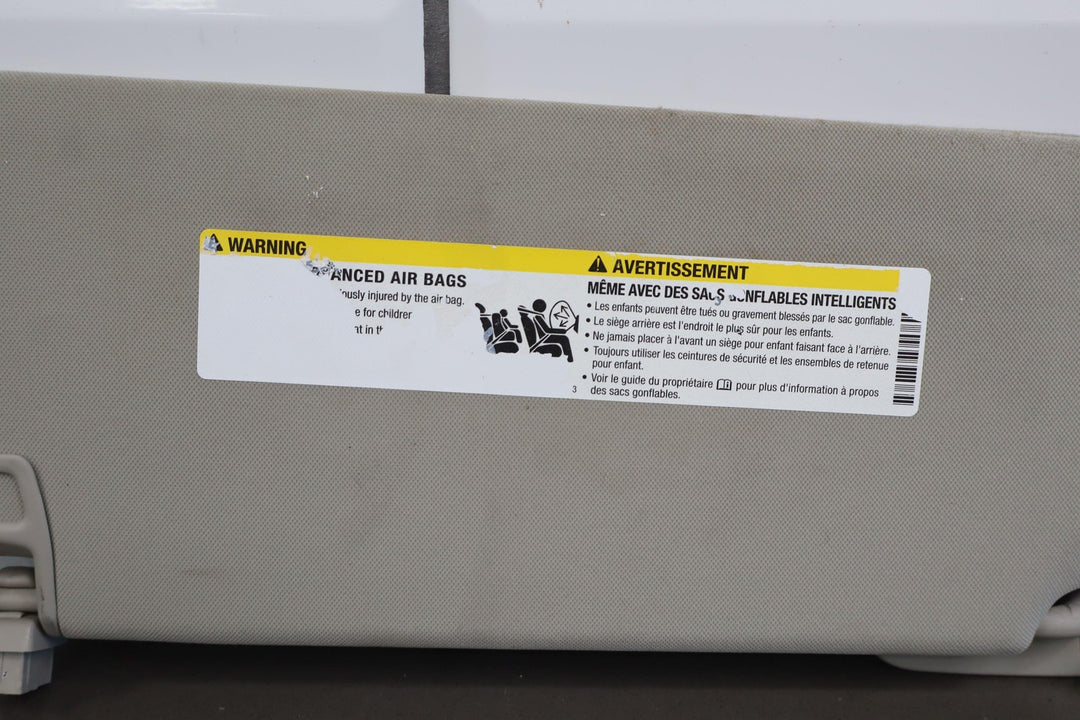 WARNING
ANCED AIR BAGS
ously injured by the air bag.
e for children
nt in
AVERTISSEMENT
MÊME AVEC DES SACS GONFLABLES INTELLIGENTS
• Les enfants peuvent être tués ou gravement blessés par le sac gonflable.
• Le siège arrière est l'endroit le plus sûr pour les enfants.
• Ne jamais placer à l'avant un siège pour enfant faisant face à l'arrière.
• Toujours utiliser les ceintures de sécurité et les ensembles de retenue
pour enfant.
• Voir le guide du propriétaire pour plus d'information à propos
des sacs gonflables.
3